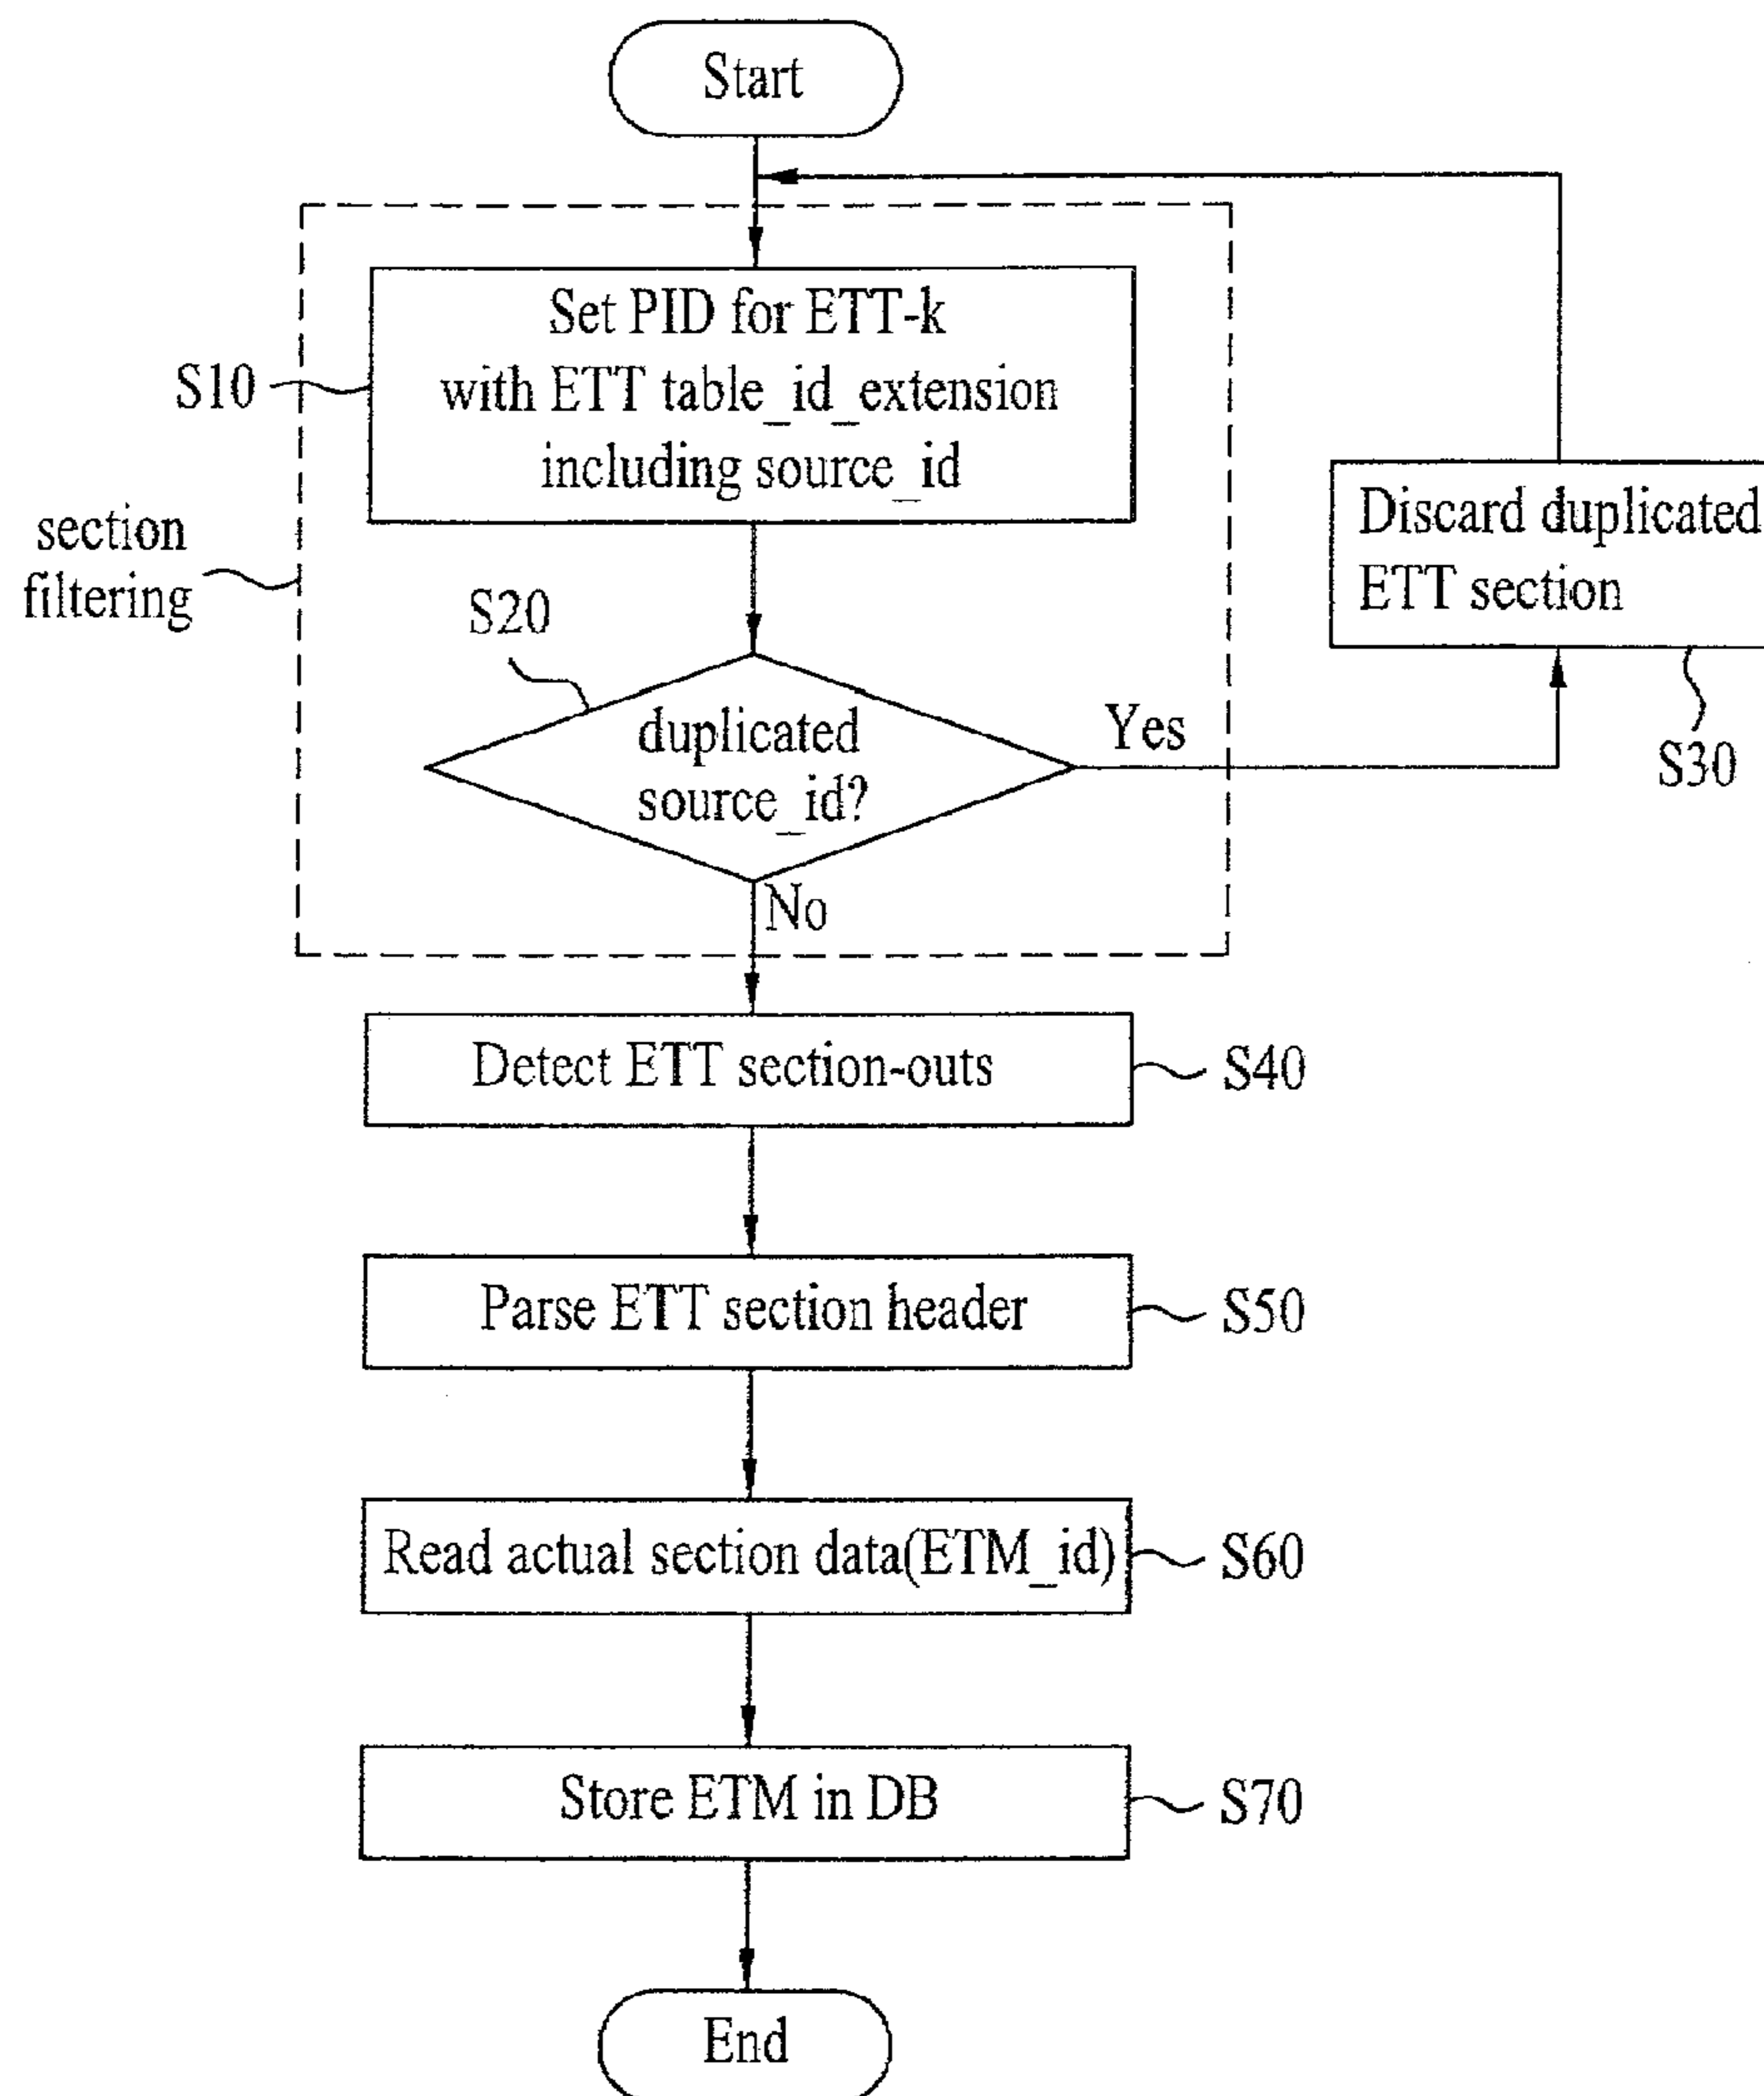 Start
Set PID for ETT-k
with ETT table_id_extension
including source_id
S10
section
filtering
Discard duplicated
ETT section
S30
S20
duplicated
source_id?
Yes
No
Detect ETT section-outs
S40
Parse ETT section header
S50
Read actual section data(ETM_id)
S60
Store ETM in DB
S70
End